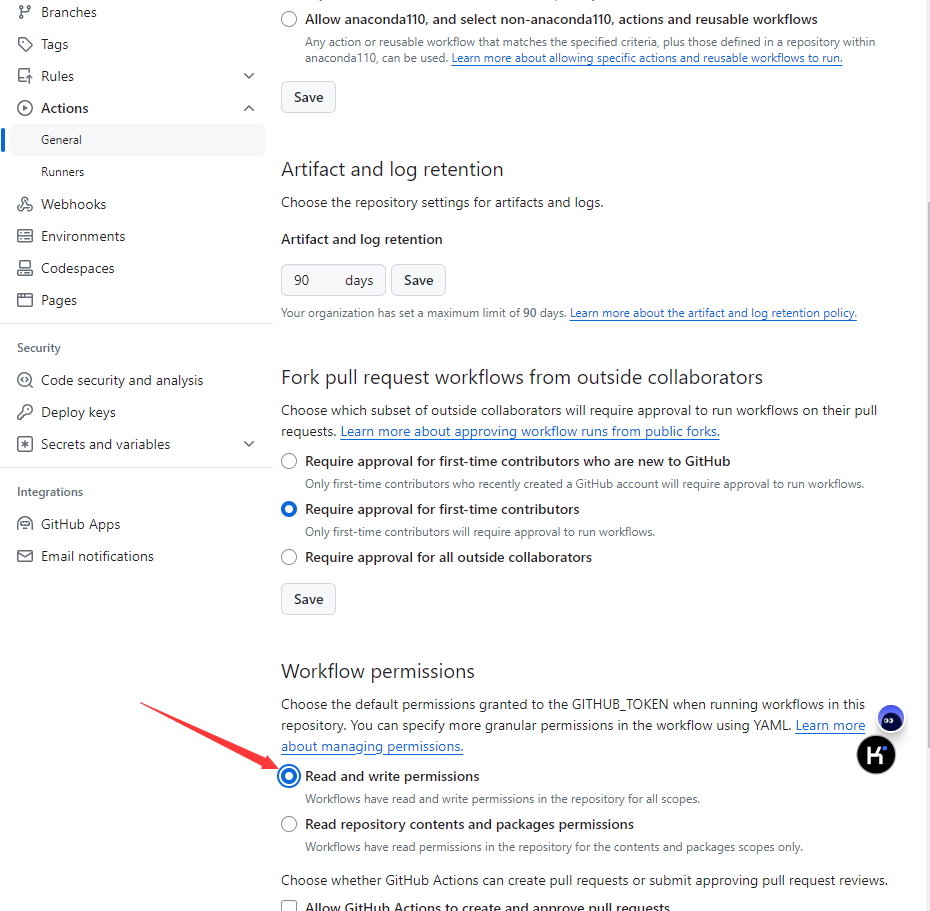 Branches
Tags
Rules
Actions
General
Runners
Webhooks
Environments
Codespaces
Pages
Security
Code security and analysis
Deploy keys
Secrets and variables
Integrations
GitHub Apps
Email notifications
Allow anaconda110, and select non-anaconda110, actions and reusable workflows
Any action or reusable workflow that matches the specified criteria, plus those defined in a repository within
anaconda110, can be used. Learn more about allowing specific actions and reusable workflows to run.
Save
Artifact and log retention
Choose the repository settings for artifacts and logs.
Artifact and log retention
90 days Save
Your organization has set a maximum limit of 90 days. Learn more about the artifact and log retention policy.
Fork pull request workflows from outside collaborators
Choose which subset of outside collaborators will require approval to run workflows on their pull
requests. Learn more about approving workflow runs from public forks.
Require approval for first-time contributors who are new to GitHub
Only first-time contributors who recently created a GitHub account will require approval to run workflows.
Require approval for first-time contributors
Only first-time contributors will require approval to run workflows.
Require approval for all outside collaborators
Save
Workflow permissions
Choose the default permissions granted to the GITHUB_TOKEN when running workflows in this
repository. You can specify more granular permissions in the workflow using YAML. Learn more
about managing permissions.
K
Read and write permissions
Workflows have read and write permissions in the repository for all scopes.
Read repository contents and packages permissions
Workflows have read permissions in the repository for the contents and packages scopes only.
Choose whether GitHub Actions can create pull requests or submit approving pull request reviews.
Allow GitHub Actions to create and approve pull requests